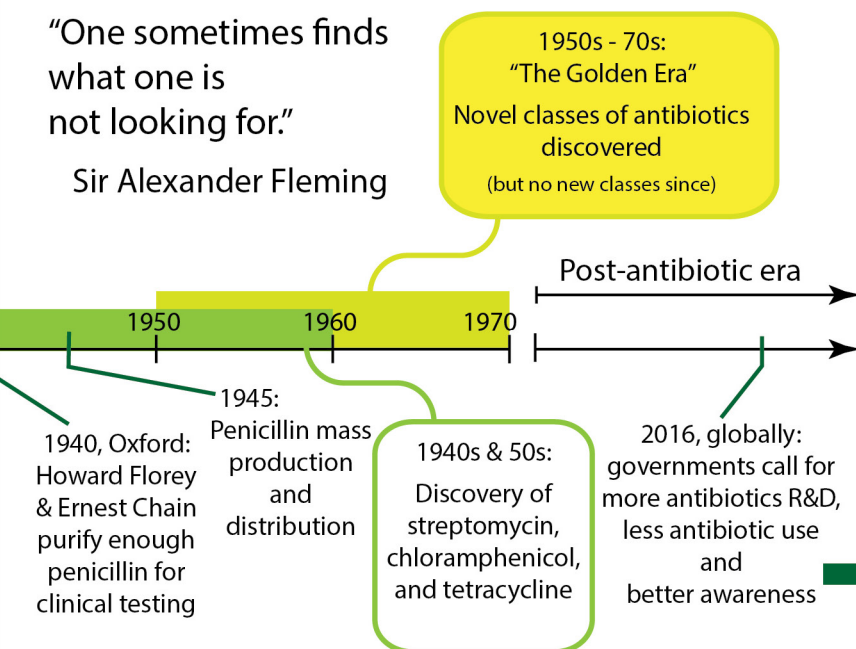 “One sometimes finds
what one is
not looking for.”
Sir Alexander Fleming
1950s - 70s:
“The Golden Era”
Novel classes of antibiotics
discovered
(but no new classes since)
Post-antibiotic era
1950
1960
1970
1940, Oxford:
Howard Florey
& Ernest Chain
purify enough
penicillin for
clinical testing
1945:
Penicillin mass
production
and
distribution
1940s & 50s:
Discovery of
streptomycin,
chloramphenicol,
and tetracycline
2016, globally:
governments call for
more antibiotics R&D,
less antibiotic use
and
better awareness